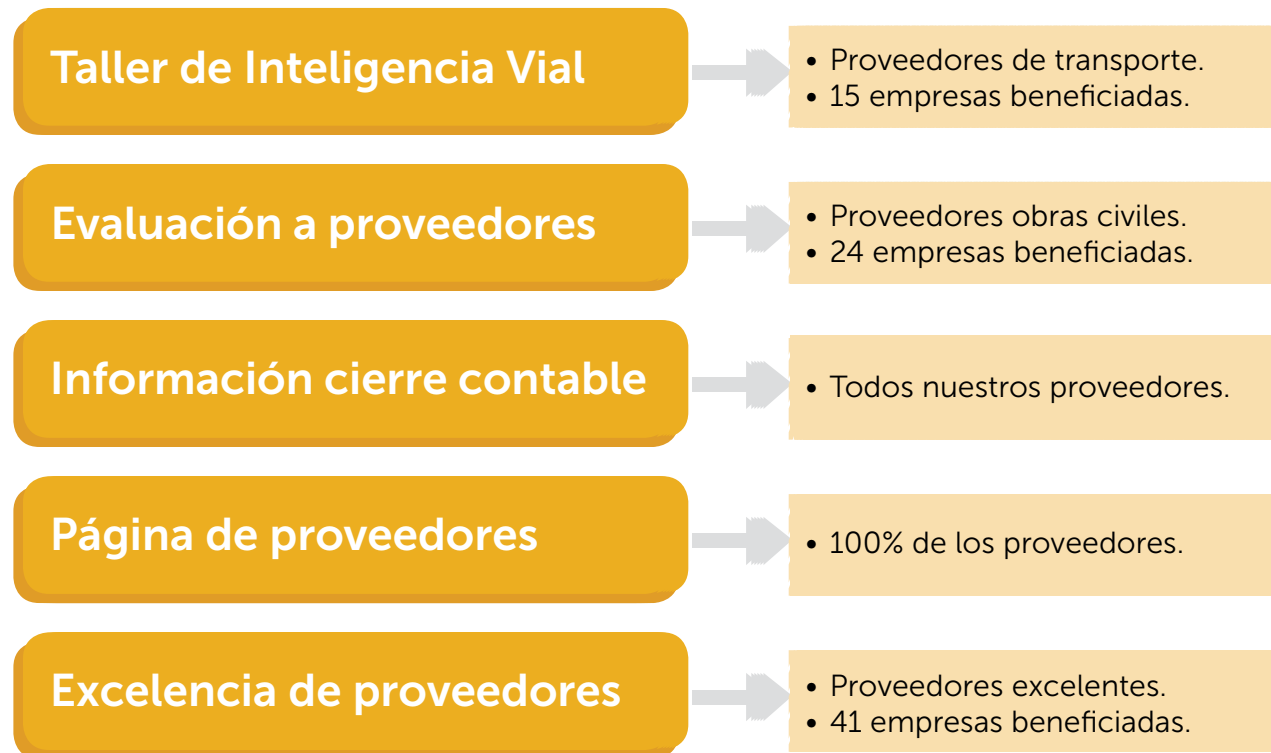 Taller de Inteligencia Vial
• Proveedores de transporte.
• 15 empresas beneficiadas.
Evaluación a proveedores
• Proveedores obras civiles.
• 24 empresas beneficiadas.
Información cierre contable
• Todos nuestros proveedores.
Página de proveedores
• 100% de los proveedores.
Excelencia de proveedores
• Proveedores excelentes.
• 41 empresas beneficiadas.